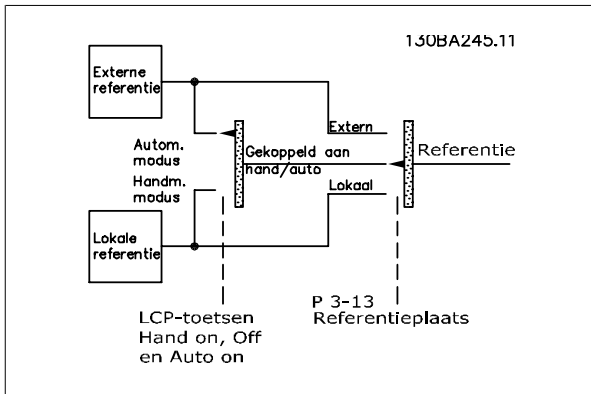 130BA245.11
Externe
referentie
Autom.
modus
Handm.
modus
Lokale
referentie
Extern
Gekoppeld aan
hand/auto
Lokaal
Referentie
LCP-toetsen
Hand on, Off
en Auto on
P 3-13
Referentieplaats